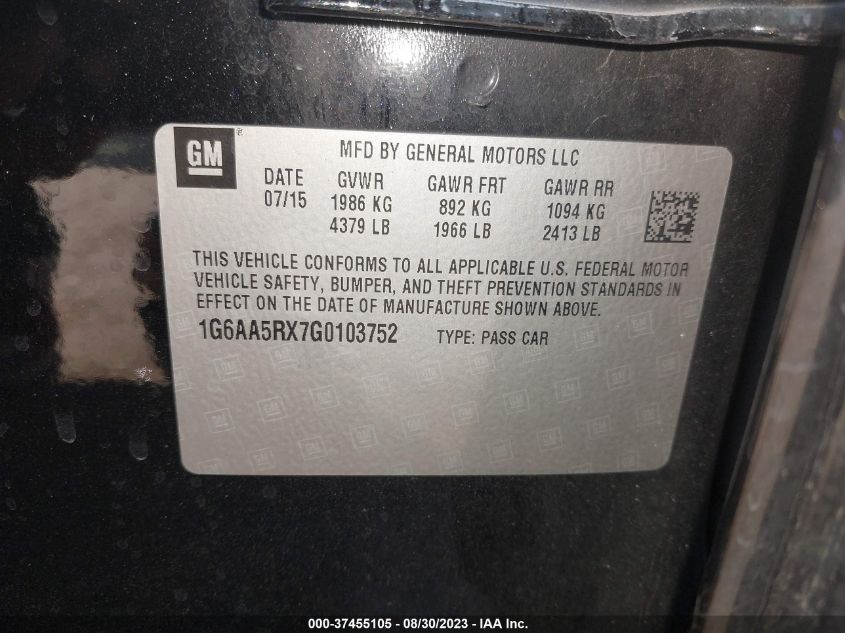 GM ®
MFD BY GENERAL MOTORS LLC
DATE GVWR GAWR FRT GAWR RR
07/15 1986 KG 892 KG 1094 KG
4379 LB 1966 LB 2413 LB
THIS VEHICLE CONFORMS TO ALL APPLICABLE U.S. FEDERAL MOTOR
VEHICLE SAFETY, BUMPER, AND THEFT PREVENTION STANDARDS IN
EFFECT ON THE DATE OF MANUFACTURE SHOWN ABOVE.
1G6AA5RX7G0103752 TYPE: PASS CAR
000-37455105 - 08/30/2023 - IAA Inc.